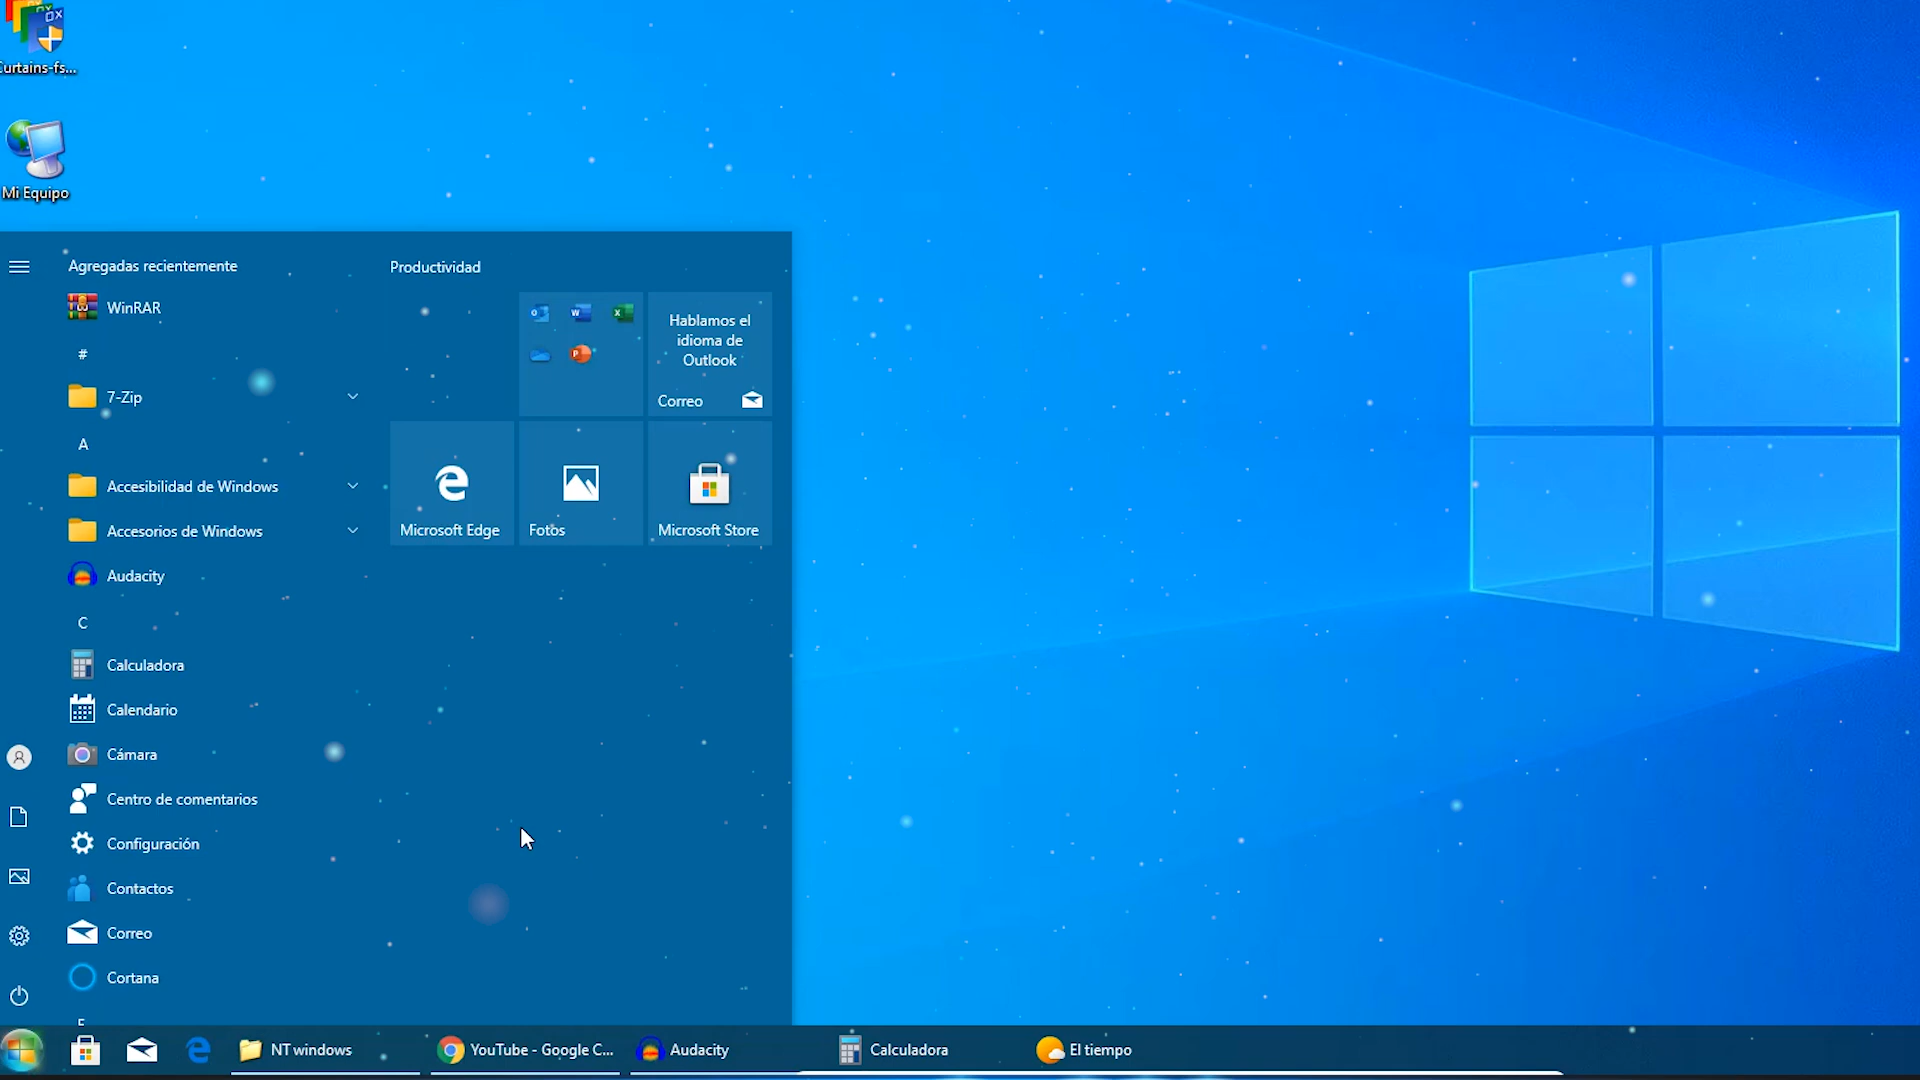 urtains-fs...
Mi Equipo
Agregadas recientemente
WinRAR
#
7-Zip
A
Accesibilidad de Windows
Accesorios de Windows
Audacity
C
Calculadora
Calendario
Cámara
Centro de comentarios
Configuración
Contactos
Correo
Cortana
Productividad
Hablamos el
idioma de
Outlook
Correo
Microsoft Edge
Fotos
Microsoft Store
NT windows
YouTube - Google C...
Audacity
Calculadora
El tiempo